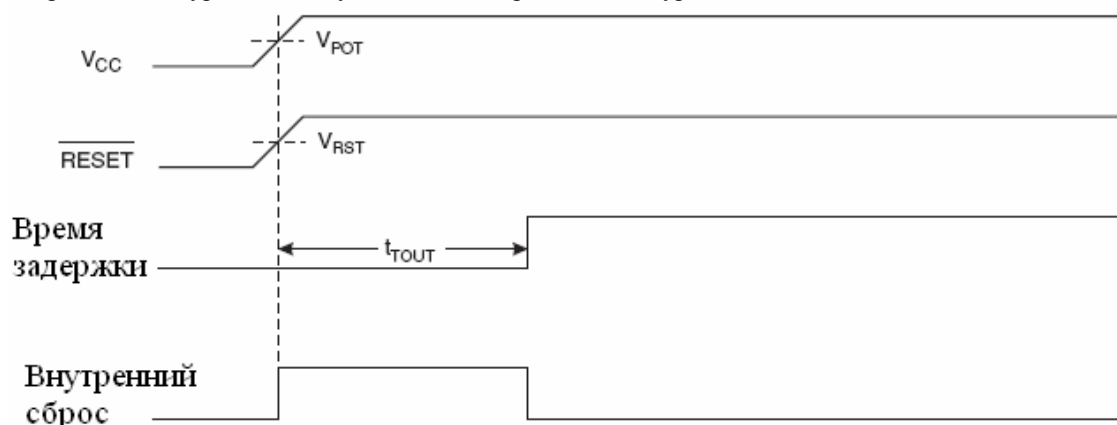 V_POT
V_CC
V_RST
RESET
Время
задержки
t_TOUT
Внутренний
сброс